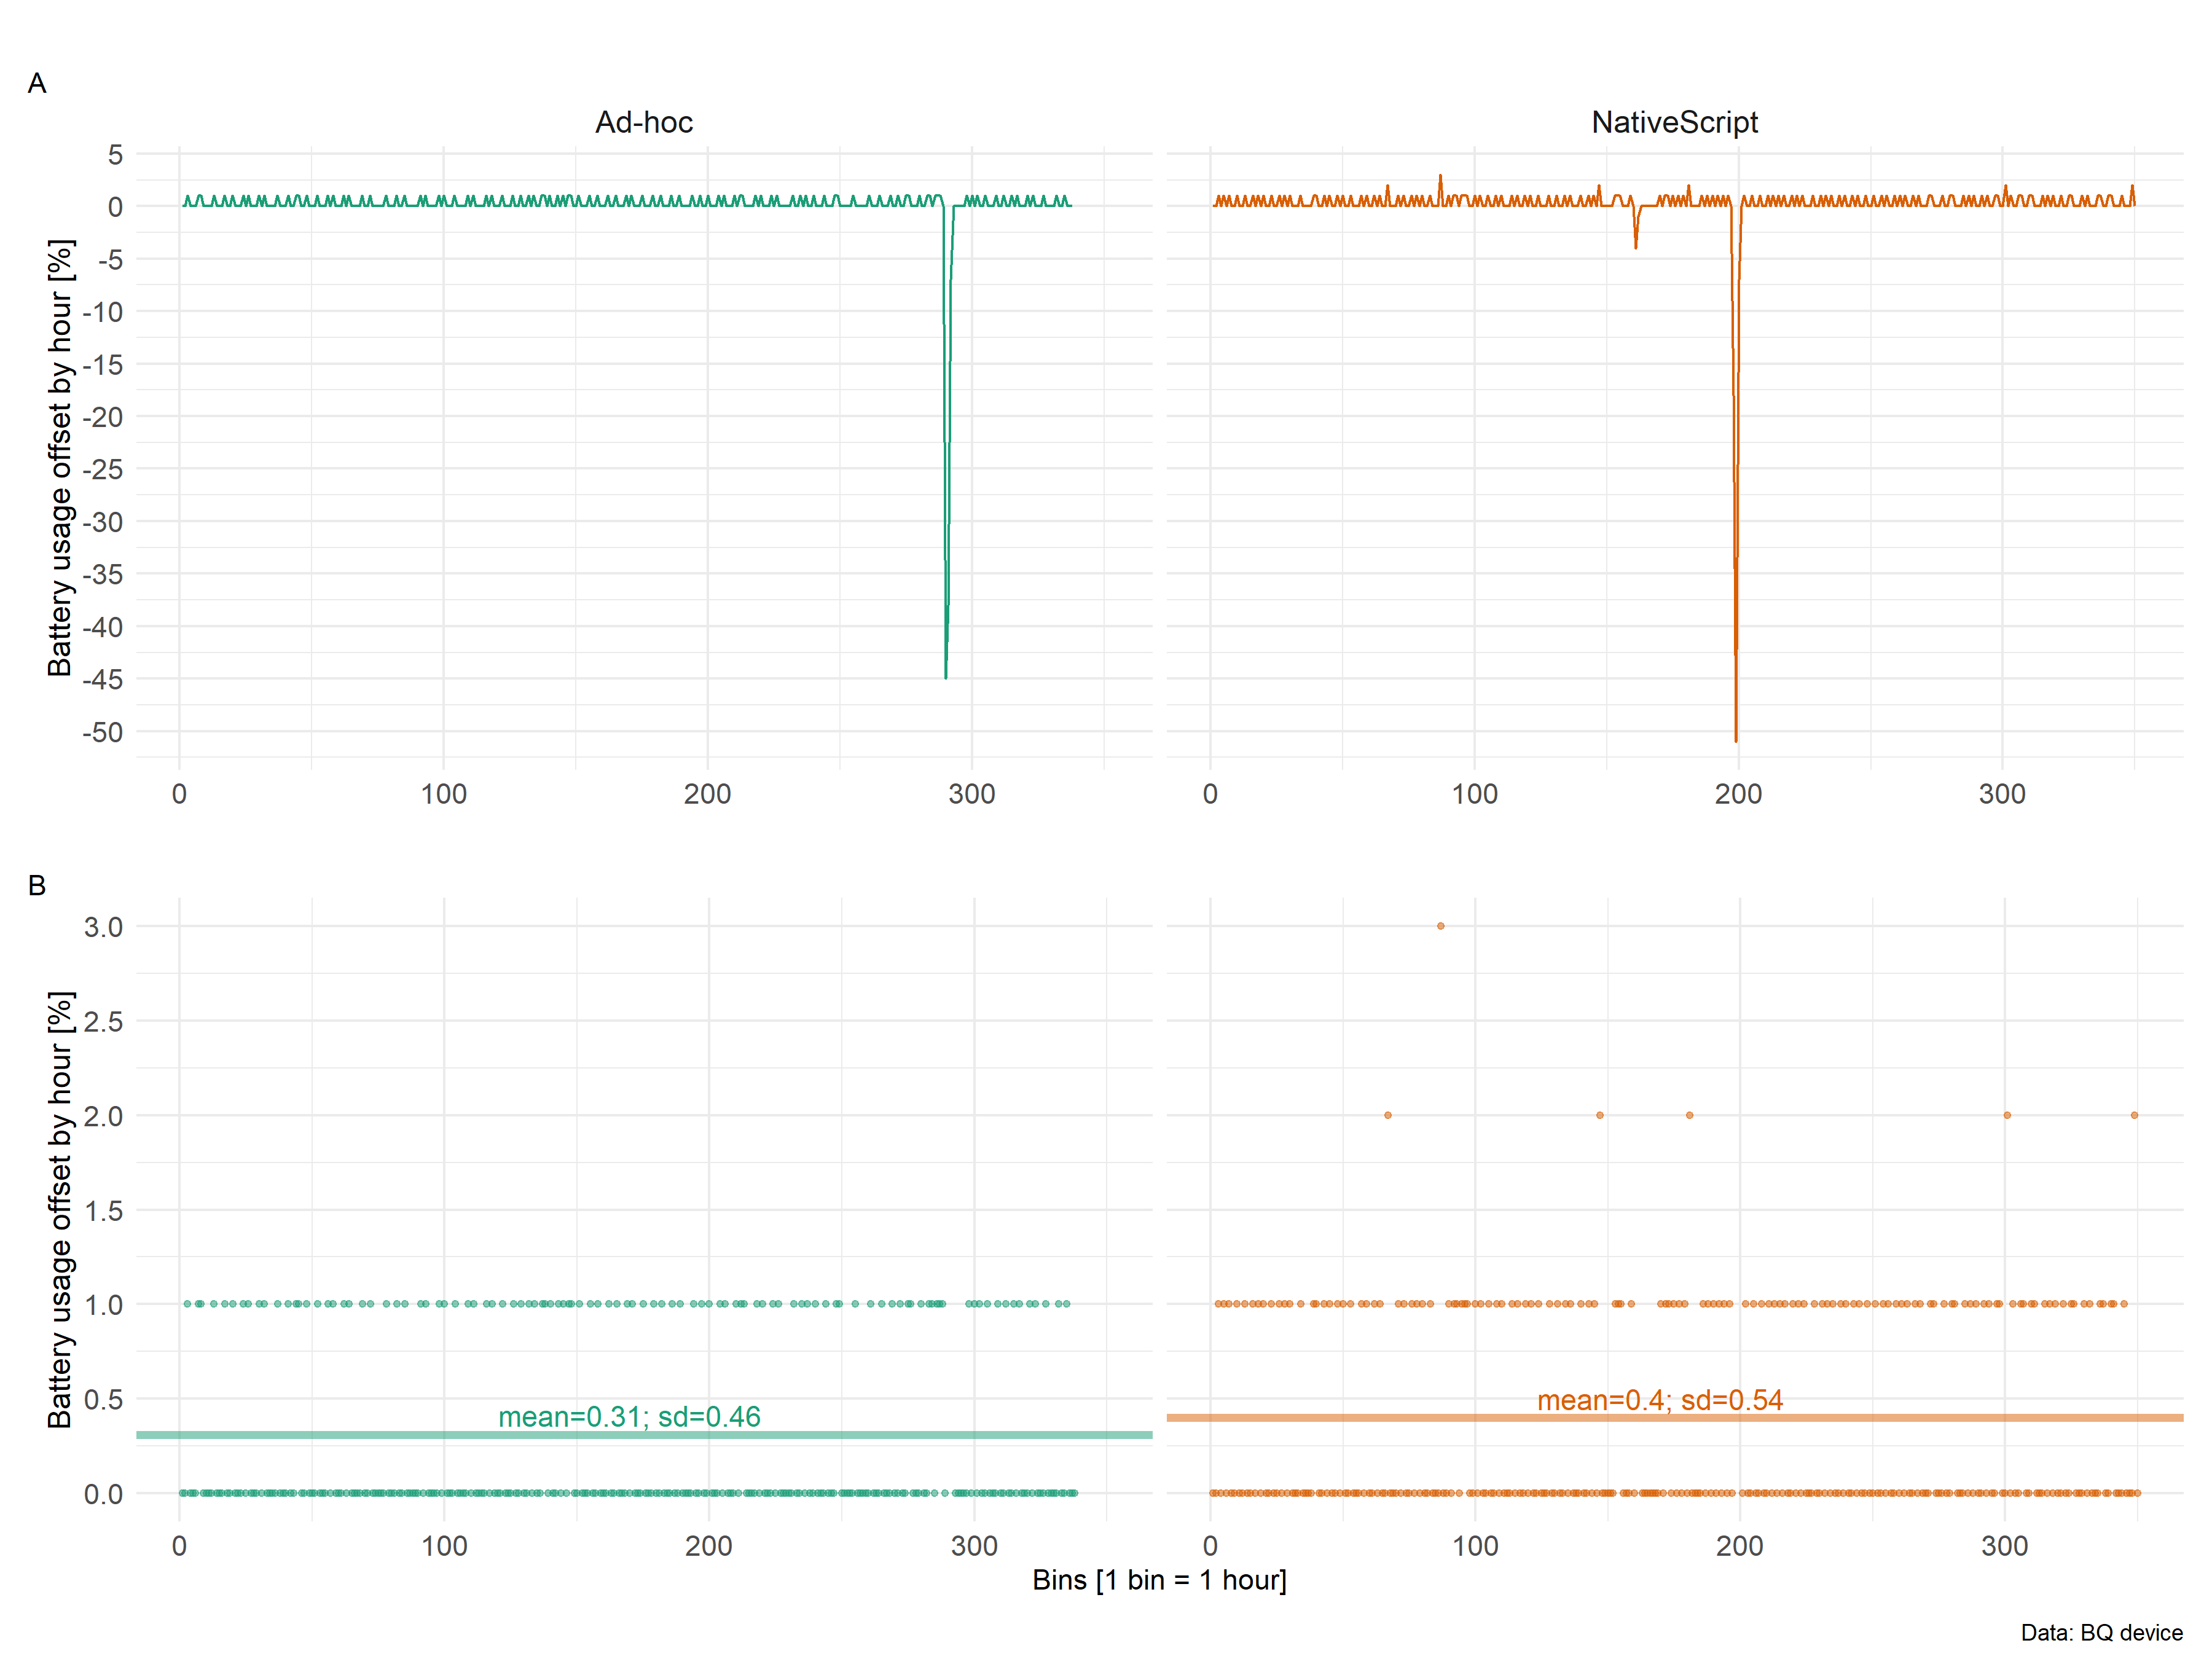 A
Ad-hoc
NativeScript
Battery usage offset by hour [%]
5
0
-5
-10
-15
-20
-25
-30
-35
-40
-45
-50
0 100 200 300
0 100 200 300
B
Battery usage offset by hour [%]
3.0
2.5
2.0
1.5
1.0
0.5
0.0
mean=0.31; sd=0.46
mean=0.4; sd=0.54
0 100 200 300
0 100 200 300
Bins [1 bin = 1 hour]
Data: BQ device